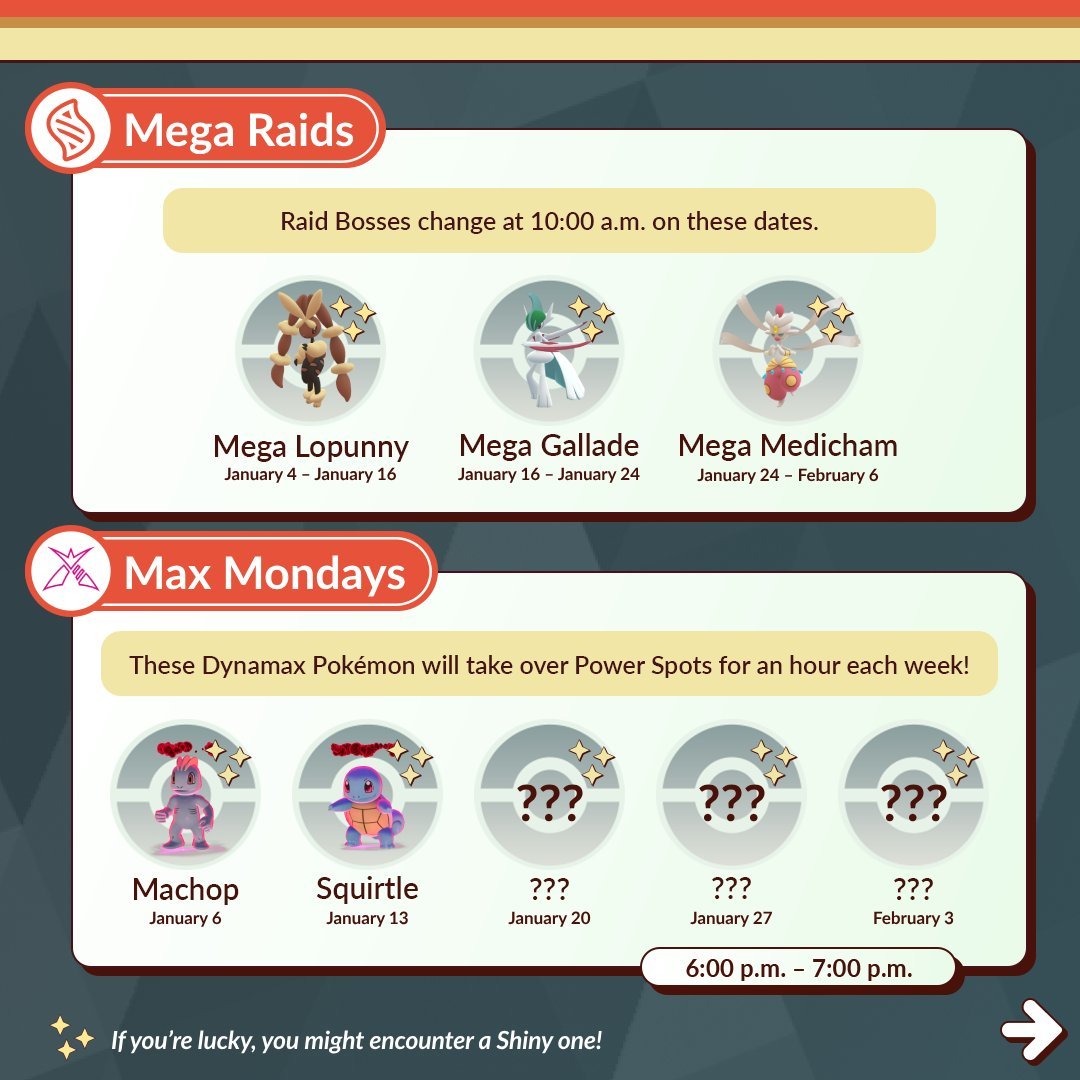 Mega Raids
Raid Bosses change at 10:00 a.m. on these dates.
Mega Lopunny
January 4 – January 16
Mega Gallade
January 16 – January 24
Mega Medicham
January 24 – February 6
Max Mondays
These Dynamax Pokémon will take over Power Spots for an hour each week!
???
???
???
Machop
January 6
Squirtle
January 13
???
January 20
???
January 27
???
February 3
6:00 p.m. – 7:00 p.m.
If you're lucky, you might encounter a Shiny one!